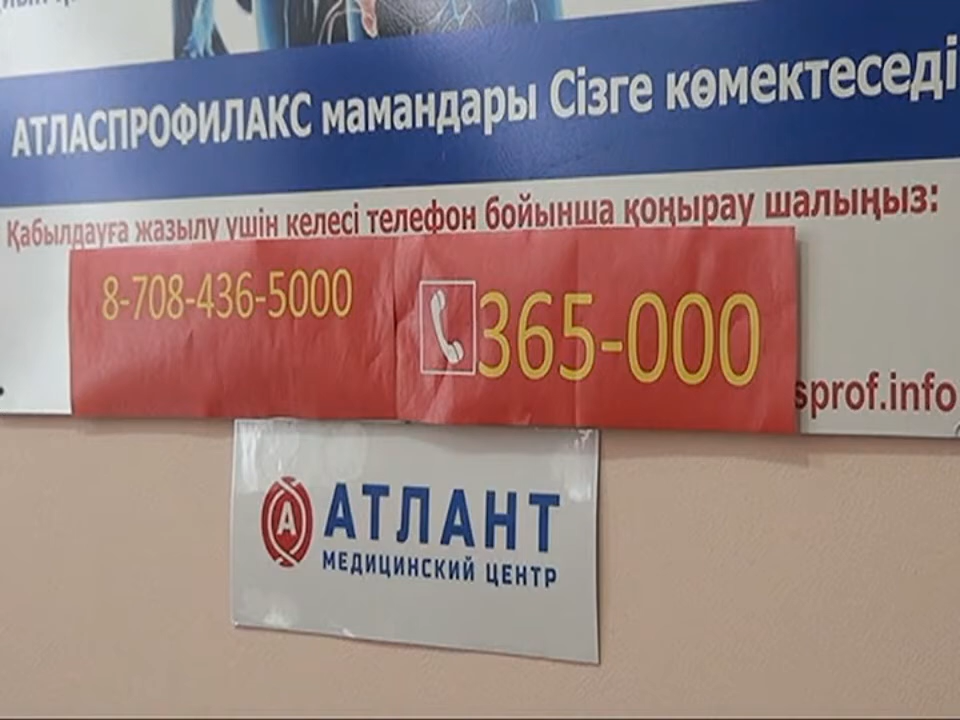 АТЛАСПРОФИЛАКС мамандары Сізге көмектеседі
Қабылдауға жазылу үшін келесі телефон бойынша қоңырау шалыңыз:
8-708-436-5000
365-000
sprof.info
А АТЛАНТ
МЕДИЦИНСКИЙ ЦЕНТР